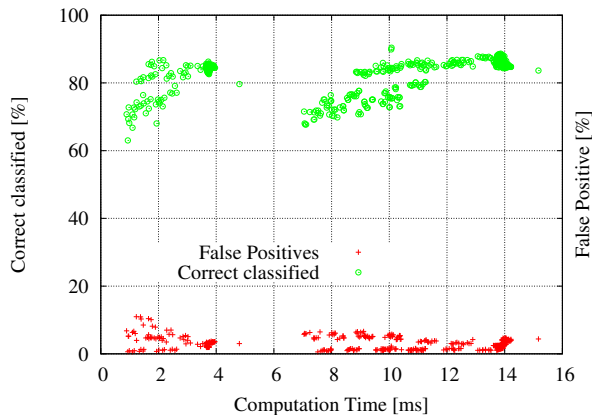 100
80
60
40
20
0
Correct classified [%]
False Positive [%]
False Positives
Correct classified
0 2 4 6 8 10 12 14 16
Computation Time [ms]